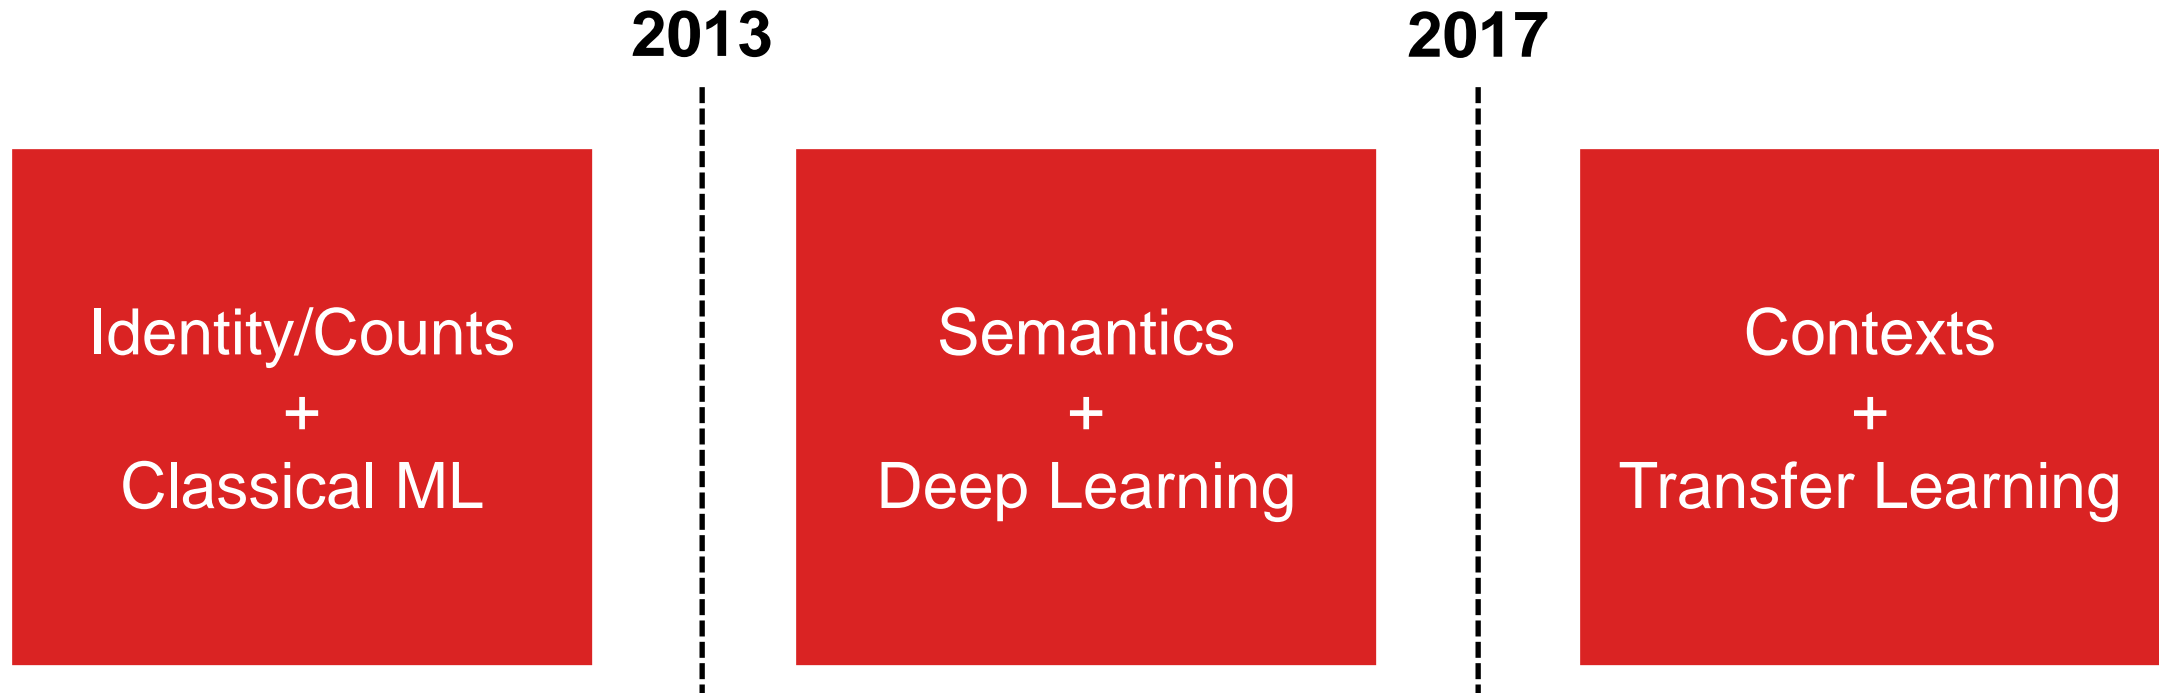 2013
2017
Identity/Counts
+
Classical ML
Semantics
+
Deep Learning
Contexts
+
Transfer Learning